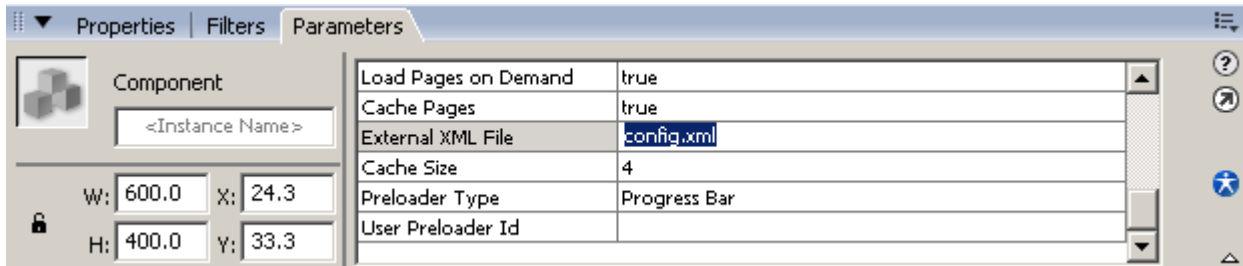 Properties | Filters Parameters
Component
<Instance Name>
W: 600.0 X: 24.3
H: 400.0 Y: 33.3
Load Pages on Demand true
Cache Pages true
External XML File config.xml
Cache Size 4
Preloader Type Progress Bar
User Preloader Id